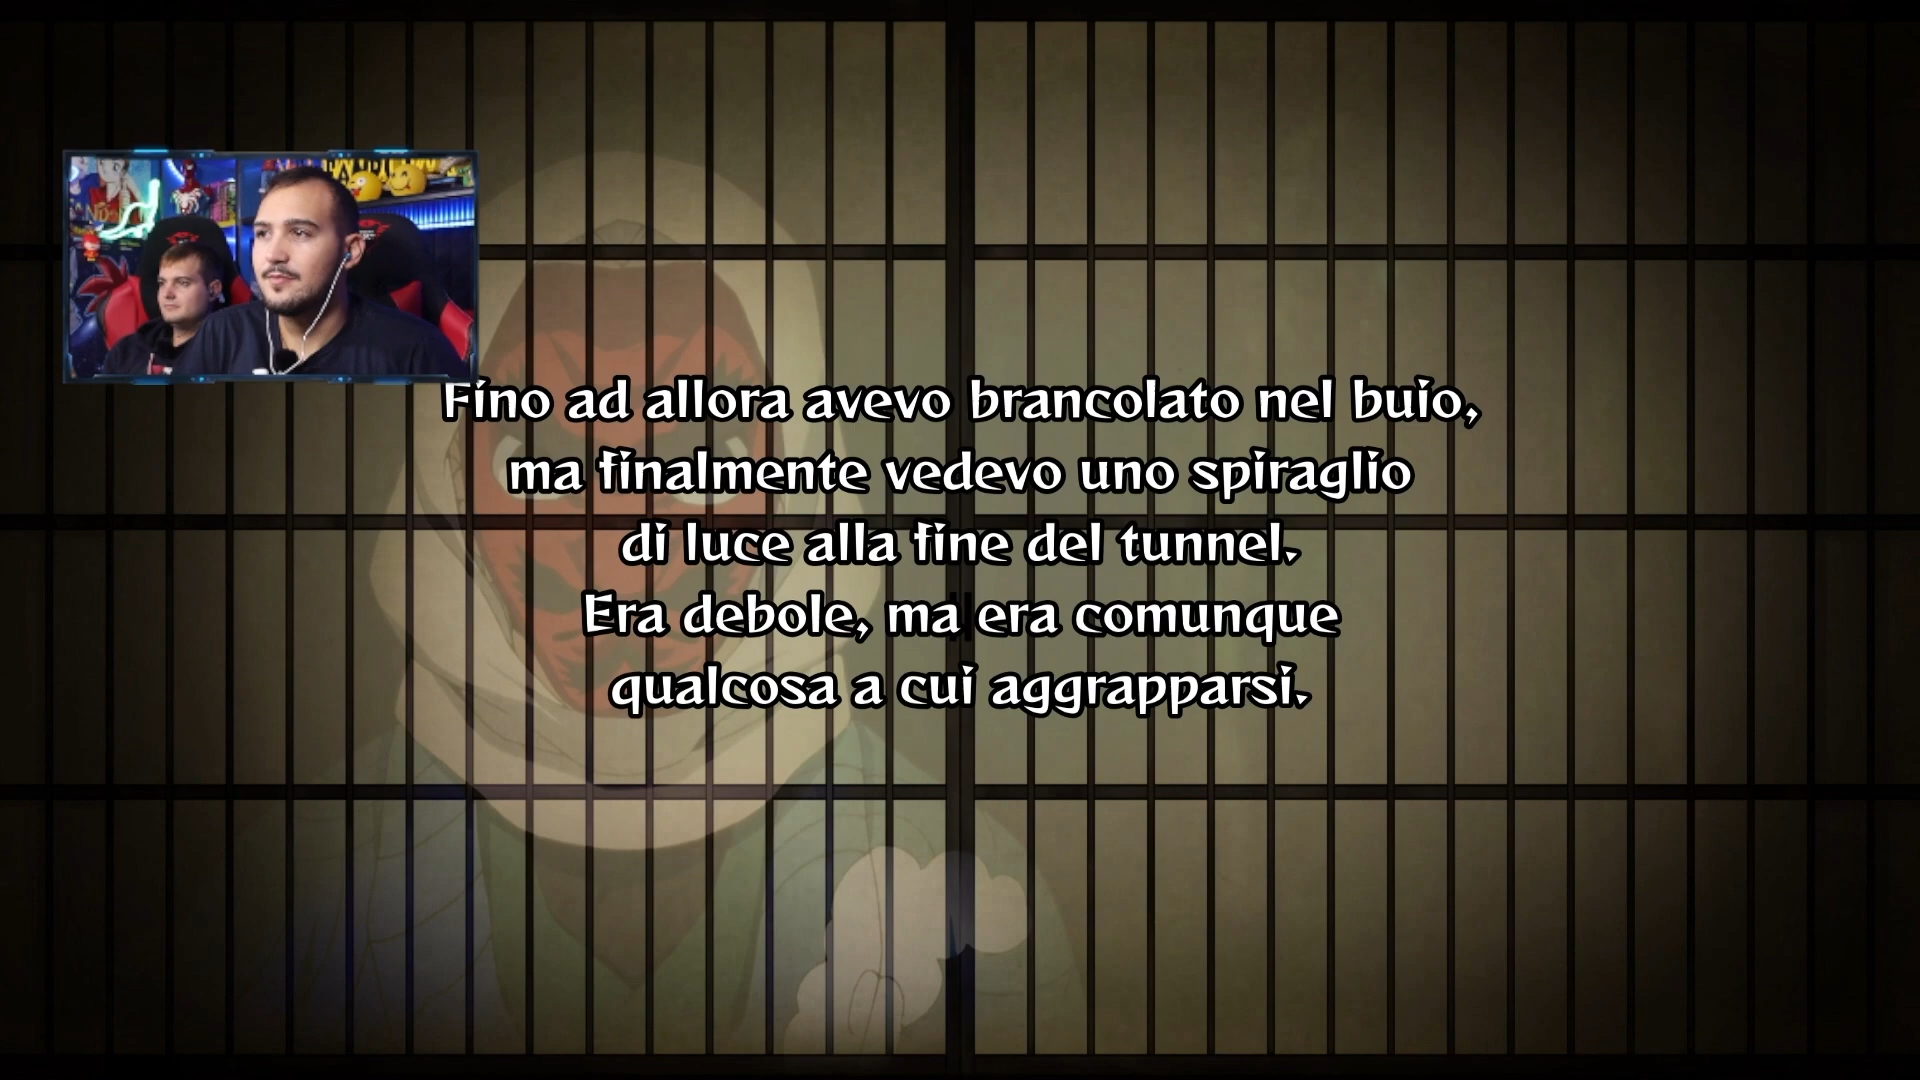 Fino ad allora avevo brancolato nel buio,
ma finalmente vedevo uno spiraglio
di luce alla fine del tunnel.
Era debole, ma era comunque
qualcosa a cui aggrapparsi.